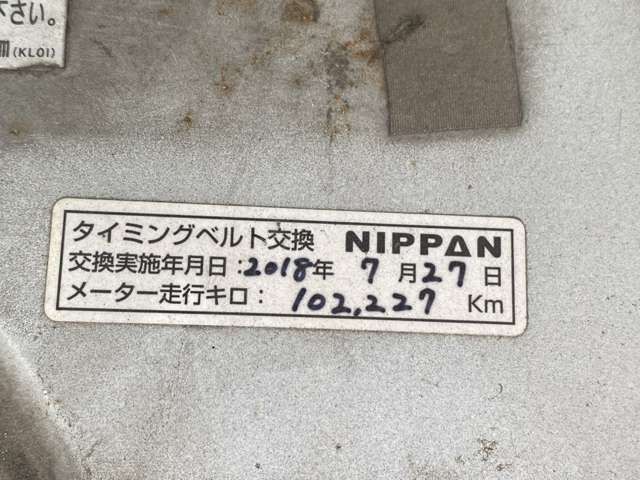 さい。
(KL01)
タイミングベルト交換 NIPPAN
交換実施年月日:2018年 7月27日
メーター走行キロ: 102,227 Km